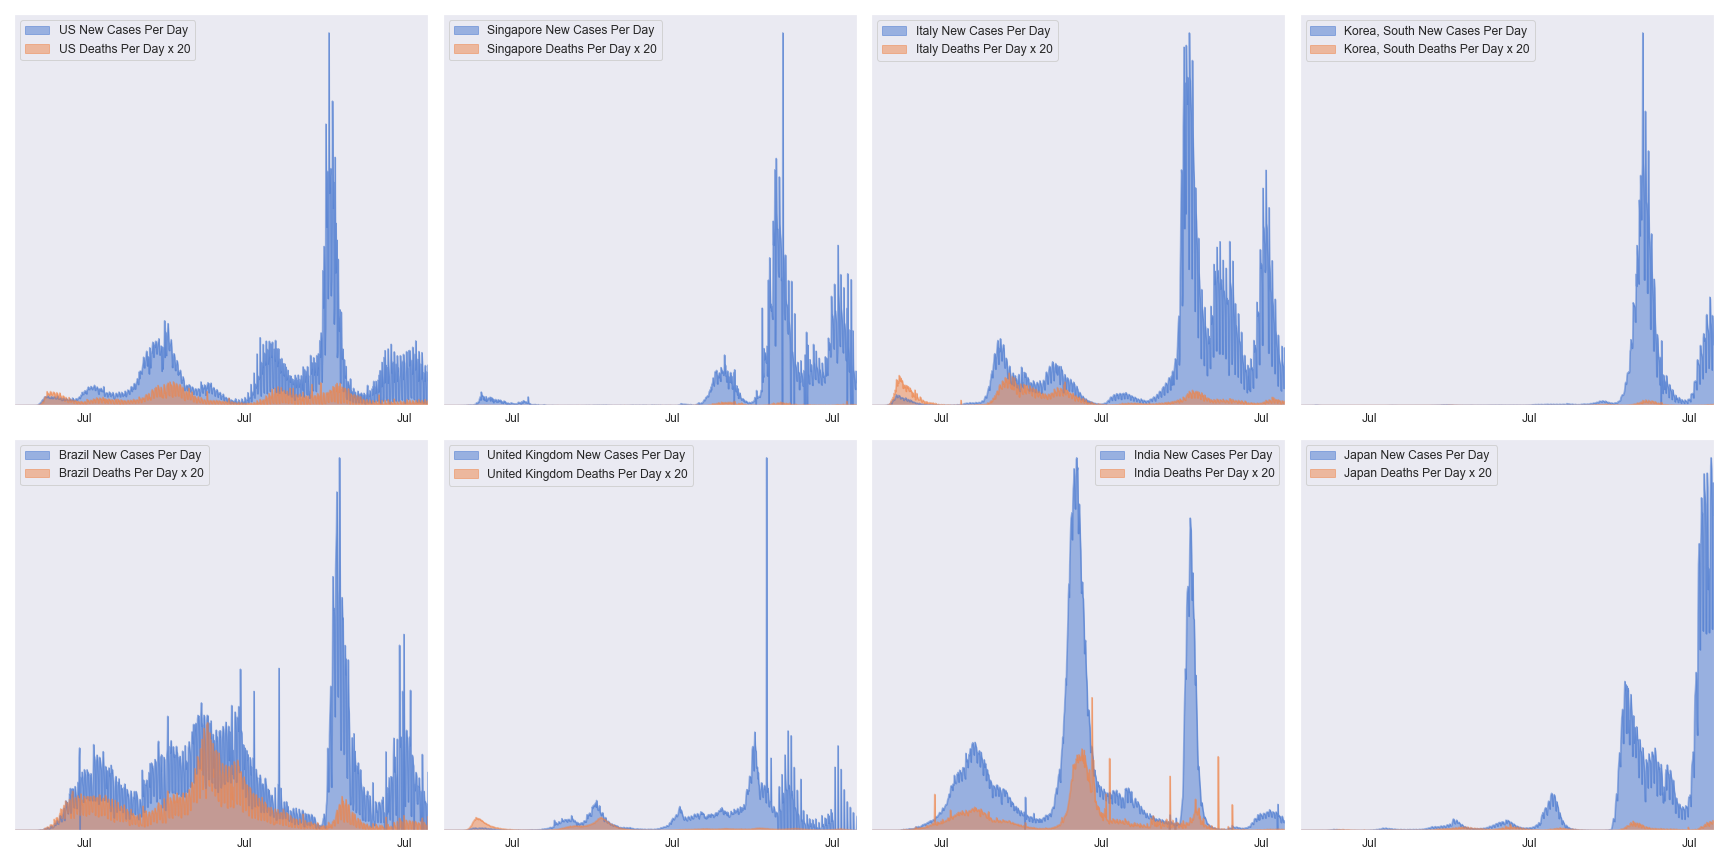 US New Cases Per Day
US Deaths Per Day x 20
Singapore New Cases Per Day
Singapore Deaths Per Day x 20
Italy New Cases Per Day
Italy Deaths Per Day x 20
Korea, South New Cases Per Day
Korea, South Deaths Per Day x 20
Jul Jul Jul
Jul Jul Jul
Jul Jul Jul
Jul Jul Jul
Brazil New Cases Per Day
Brazil Deaths Per Day x 20
United Kingdom New Cases Per Day
United Kingdom Deaths Per Day x 20
India New Cases Per Day
India Deaths Per Day x 20
Japan New Cases Per Day
Japan Deaths Per Day x 20
Jul Jul Jul
Jul Jul Jul
Jul Jul Jul
Jul Jul Jul